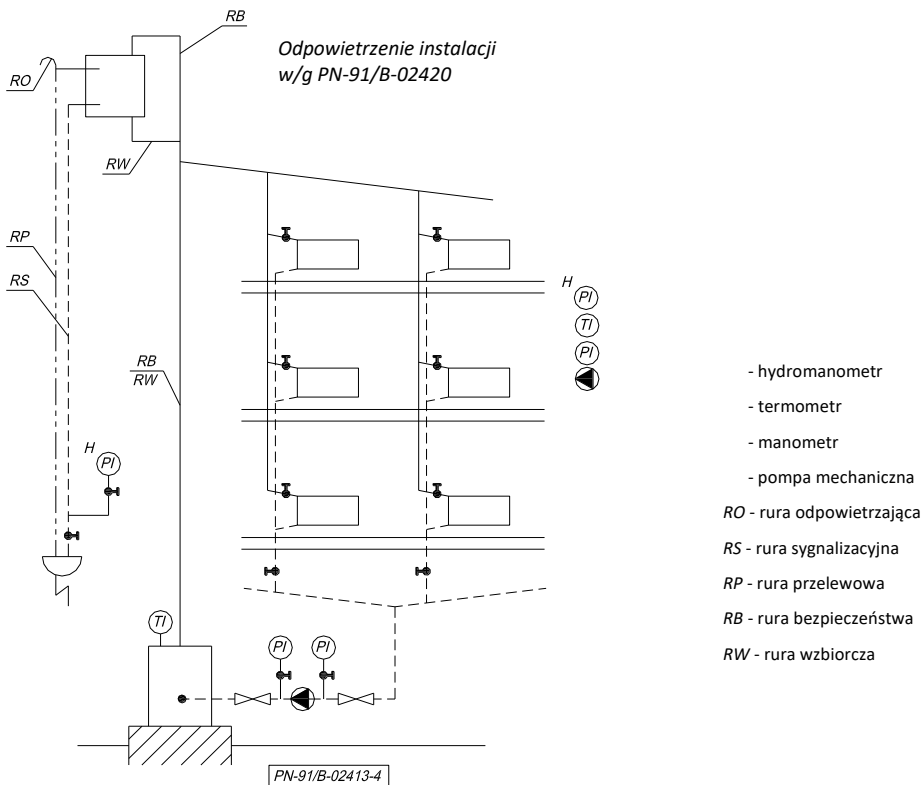 RB
Odpowietrzenie instalacji
w/g PN-91/B-02420
RO
RW
RP
RS
RB
RW
H
PI
TI
PI
H
PI
TI
PI
PI
PN-91/B-02413-4
- hydromanometr
- termometr
- manometr
- pompa mechaniczna
RO - rura odpowietrzająca
RS - rura sygnalizacyjna
RP - rura przelewowa
RB - rura bezpieczeństwa
RW - rura wzbiorcza